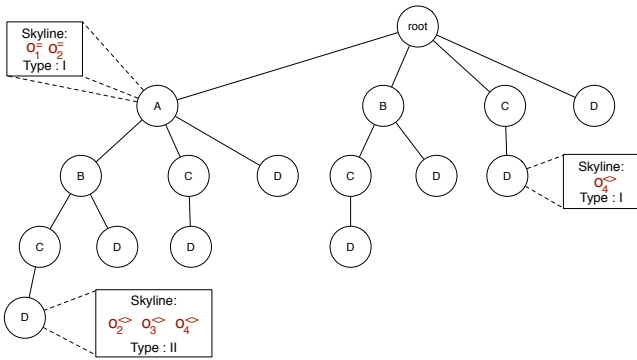 Skyline:
o₁⁼ o₂⁼
Type : I
root
A
B
C
D
B
C
D
C
D
D
Skyline:
o₄<>
Type : I
C
D
D
D
D
Skyline:
o₂<> o₃<> o₄<>
Type : II